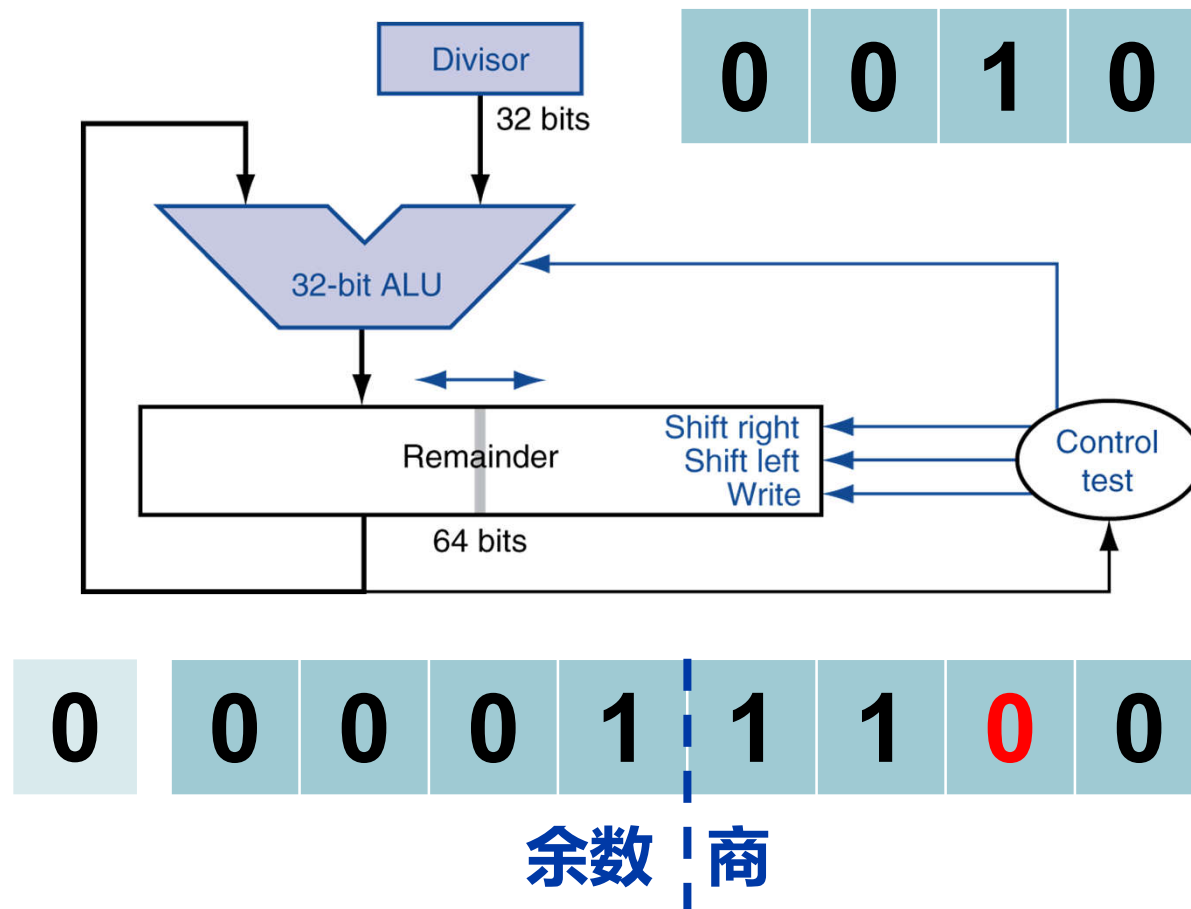 Divisor
0 0 1 0
32 bits
32-bit ALU
Shift right
Remainder
Shift left
Write
Control
test
64 bits
0 0 0 0 1 1 1 0 0
余数 商